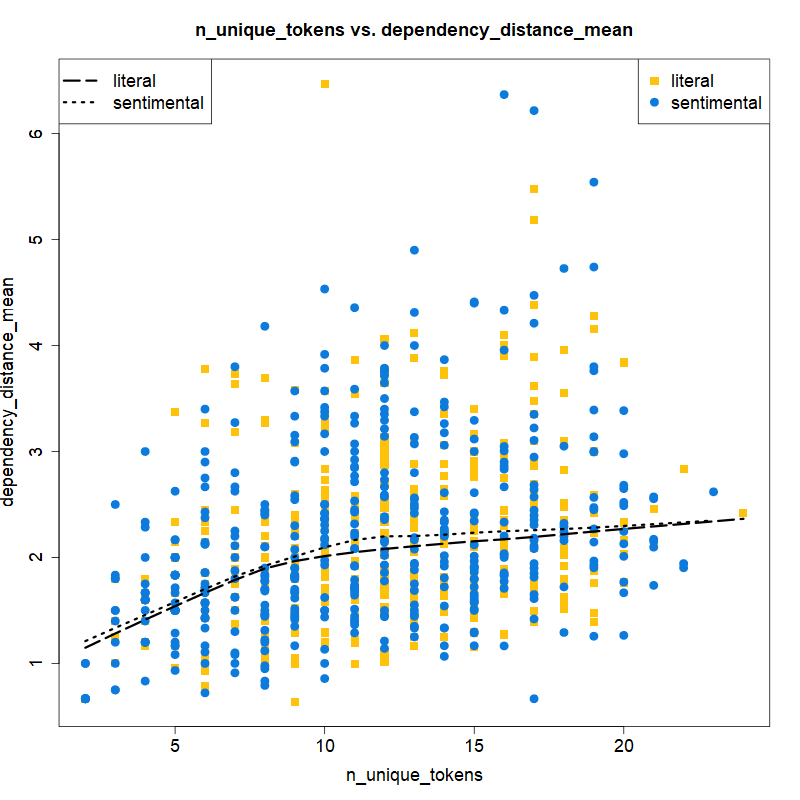 n_unique_tokens vs. dependency_distance_mean
literal
sentimental
literal
sentimental
dependency_distance_mean
6
5
4
3
2
1
5
10
15
20
n_unique_tokens